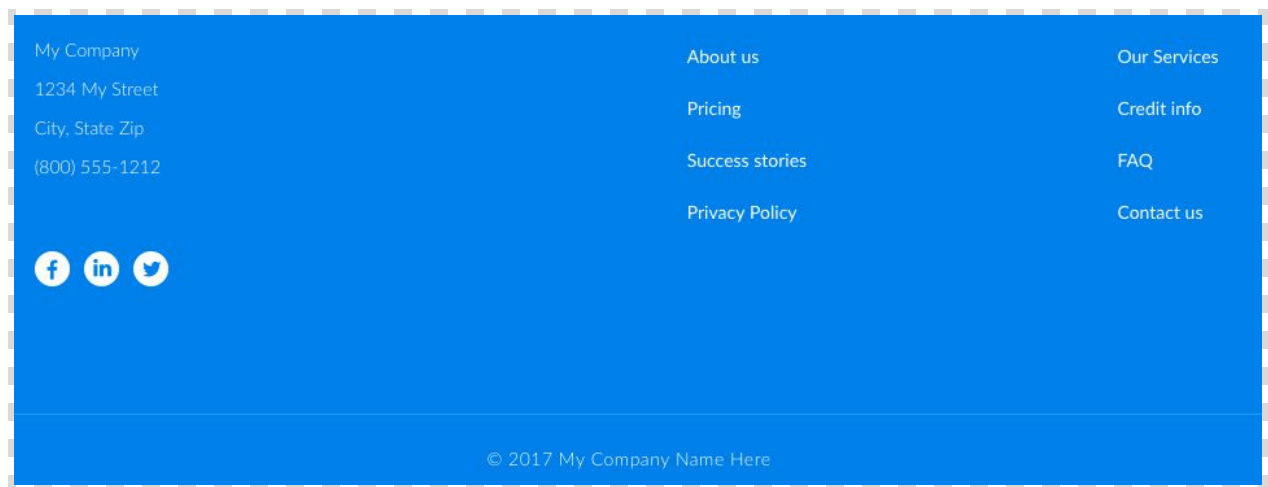 My Company
1234 My Street
City, State Zip
(800) 555-1212
About us
Pricing
Success stories
Privacy Policy
Our Services
Credit info
FAQ
Contact us
f in
© 2017 My Company Name Here